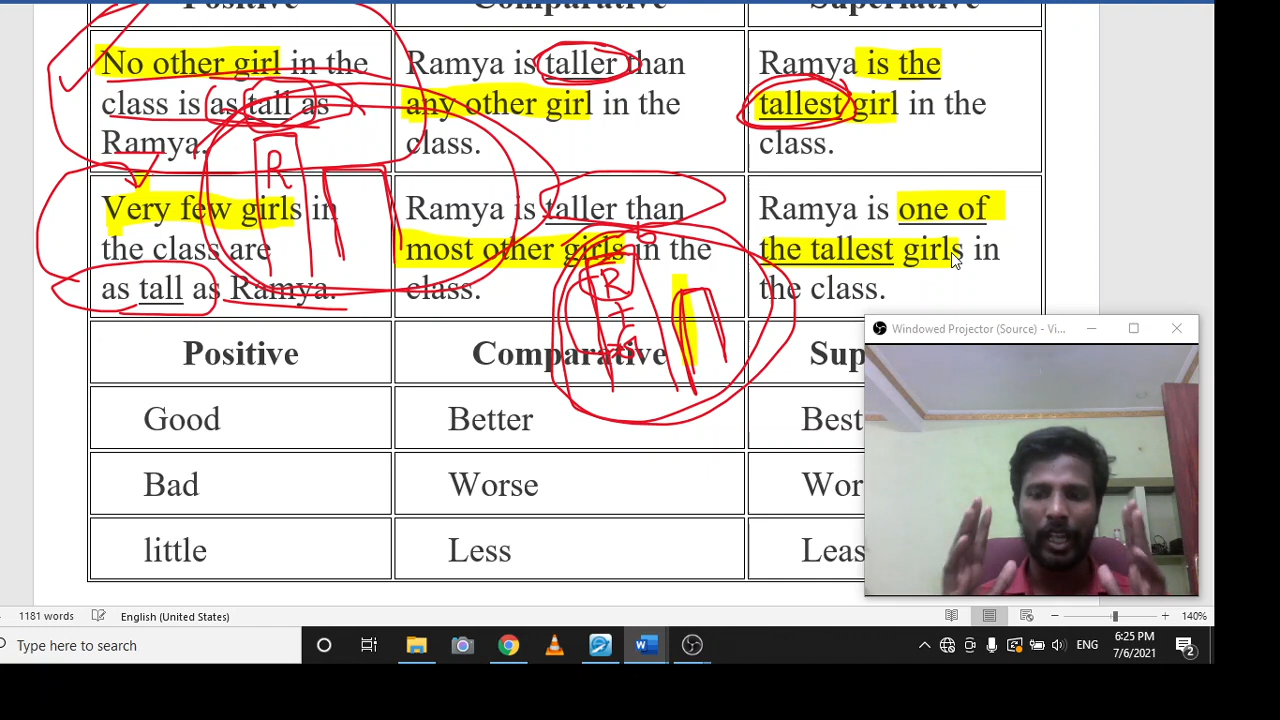 Positive Comparative Superlative
No other girl in the
class is as tall as
Ramya.
Ramya is taller than
any other girl in the
class.
Ramya is the
tallest girl in the
class.
Very few girls in
the class are
as tall as Ramya.
Ramya is taller than
most other girls in the
class.
Ramya is one of
the tallest girls in
the class.
R
R
+
Positive Comparative Sup
Good Better Best
Bad Worse Wor
little Less Leas
Windowed Projector (Source) - Vi...
1181 words English (United States) 140%
Type here to search ENG 6:25 PM
7/6/2021
2